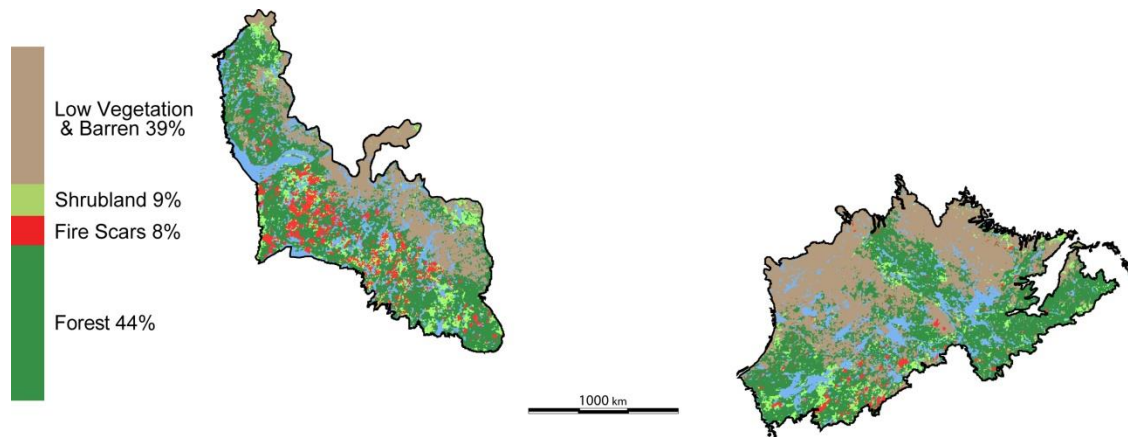 Low Vegetation
& Barren 39%
Shrubland 9%
Fire Scars 8%
Forest 44%
1000 km